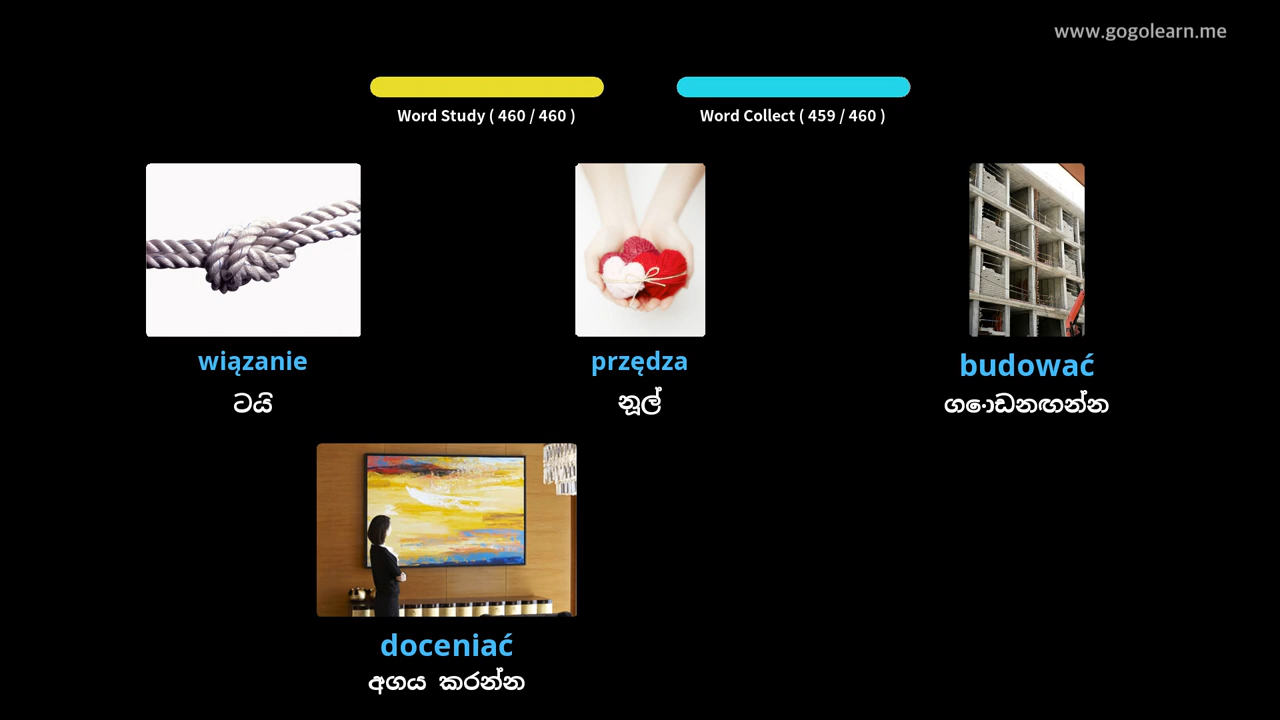 www.gogolearn.me
Word Study ( 460 / 460 )
Word Collect ( 459 / 460 )
wiązanie
przędza
budować
ටයි
නූල්
ගොඩනඟන්න
doceniać
අගය කරන්න